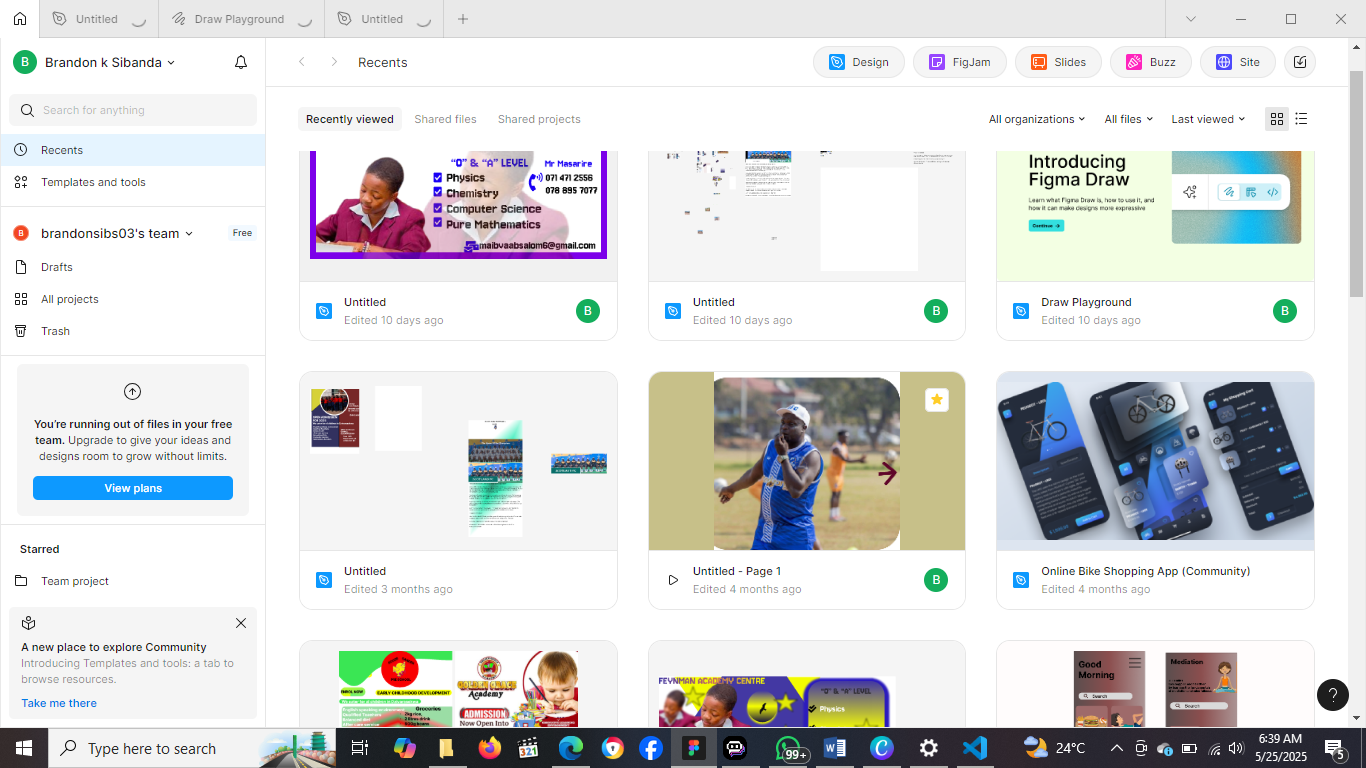 Untitled
Draw Playground
Untitled
B
Brandon k Sibanda
Recents
Design
FigJam
Slides
Buzz
Site
Search for anything
Recently viewed
Shared files
Shared projects
All organizations
All files
Last viewed
Recents
Templates and tools
B
brandonsibs03's team
Free
Drafts
All projects
Trash
You're running out of files in your free
team. Upgrade to give your ideas and
designs room to grow without limits.
View plans
Starred
Team project
A new place to explore Community
Introducing Templates and tools: a tab to
browse resources.
Take me there
"O" & "A" LEVEL
Mr Masarire
Physics
071 471 2556
Chemistry
078 895 7077
Computer Science
Pure Mathematics
maibvaabsalom6@gmail.com
Introducing
Figma Draw
Learn what Figma Draw is, how to use it, and
how it can make designs more expressive
Continue
Untitled
Edited 10 days ago
B
Untitled
Edited 10 days ago
B
Draw Playground
Edited 10 days ago
B
Untitled
Edited 3 months ago
Untitled - Page 1
Edited 4 months ago
B
Online Bike Shopping App (Community)
Edited 4 months ago
EARLY CHILDHOOD DEVELOPMENT
Groceries
Academy
ADMISSION
Now Open Into
FEYNMAN ACADEMY CENTRE
"O" & "A" LEVEL
Physics
Good
Morning
Search
Mediation
Search
?
Type here to search
99+
24°C
6:39 AM
5/25/2025
5